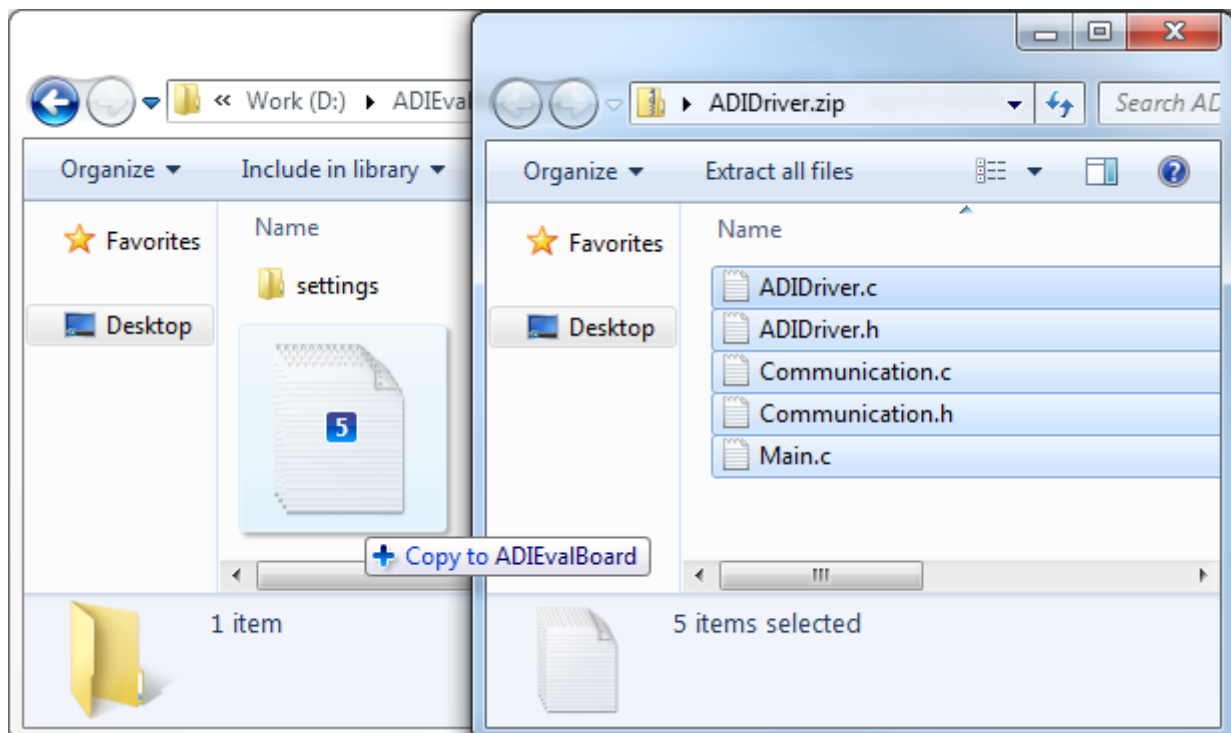 « Work (D:) ▸ ADIEval
Organize ▾ Include in library ▾
Favorites
Desktop
Name
settings
5
Copy to ADIEvalBoard
1 item
ADIDriver.zip
Search AD
Organize ▾ Extract all files
Favorites
Desktop
Name
ADIDriver.c
ADIDriver.h
Communication.c
Communication.h
Main.c
5 items selected